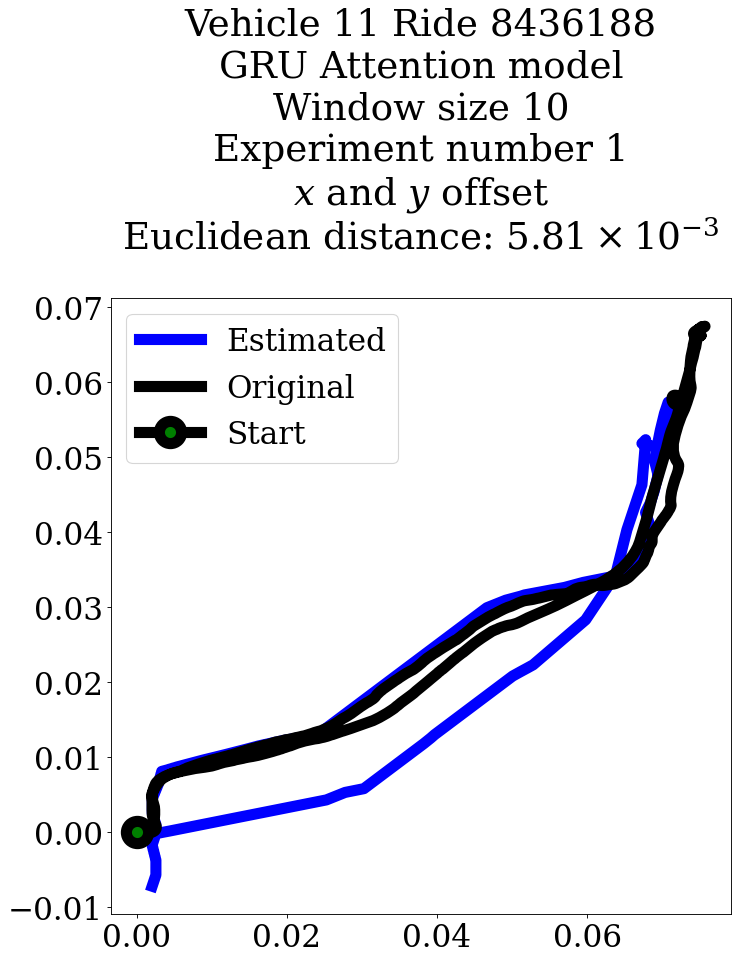 Vehicle 11 Ride 8436188
GRU Attention model
Window size 10
Experiment number 1
x and y offset
Euclidean distance: 5.81 × 10⁻³
Estimated
Original
Start
0.07
0.06
0.05
0.04
0.03
0.02
0.01
0.00
−0.01
0.00 0.02 0.04 0.06